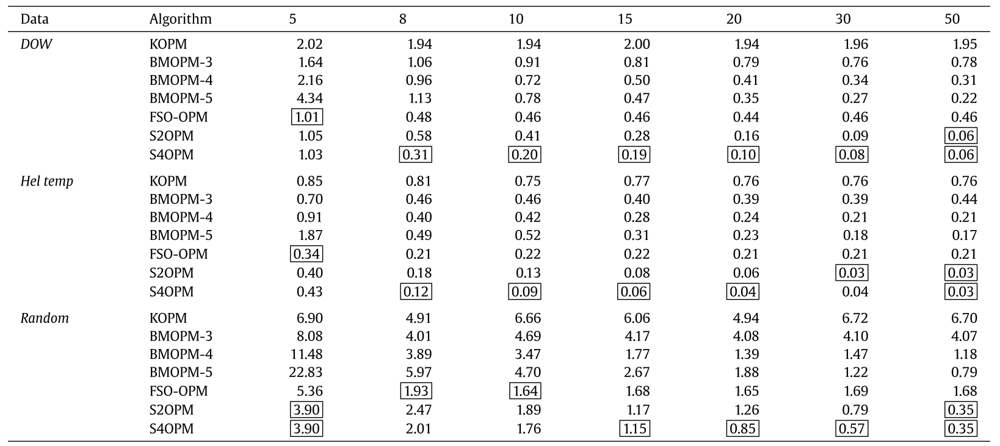 Data Algorithm 5 8 10 15 20 30 50
DOW KOPM 2.02 1.94 1.94 2.00 1.94 1.96 1.95
BMOPM-3 1.64 1.06 0.91 0.81 0.79 0.76 0.78
BMOPM-4 2.16 0.96 0.72 0.50 0.41 0.34 0.31
BMOPM-5 4.34 1.13 0.78 0.47 0.35 0.27 0.22
FSO-OPM 1.01 0.48 0.46 0.46 0.44 0.46 0.46
S2OPM 1.05 0.58 0.41 0.28 0.16 0.09 0.06
S4OPM 1.03 0.31 0.20 0.19 0.10 0.08 0.06
Hel temp KOPM 0.85 0.81 0.75 0.77 0.76 0.76 0.76
BMOPM-3 0.70 0.46 0.46 0.40 0.39 0.39 0.44
BMOPM-4 0.91 0.40 0.42 0.28 0.24 0.21 0.21
BMOPM-5 1.87 0.49 0.52 0.31 0.23 0.18 0.17
FSO-OPM 0.34 0.21 0.22 0.22 0.21 0.21 0.21
S2OPM 0.40 0.18 0.13 0.08 0.06 0.03 0.03
S4OPM 0.43 0.12 0.09 0.06 0.04 0.04 0.03
Random KOPM 6.90 4.91 6.66 6.06 4.94 6.72 6.70
BMOPM-3 8.08 4.01 4.69 4.17 4.08 4.10 4.07
BMOPM-4 11.48 3.89 3.47 1.77 1.39 1.47 1.18
BMOPM-5 22.83 5.97 4.70 2.67 1.88 1.22 0.79
FSO-OPM 5.36 1.93 1.64 1.68 1.65 1.69 1.68
S2OPM 3.90 2.47 1.89 1.17 1.26 0.79 0.35
S4OPM 3.90 2.01 1.76 1.15 0.85 0.57 0.35